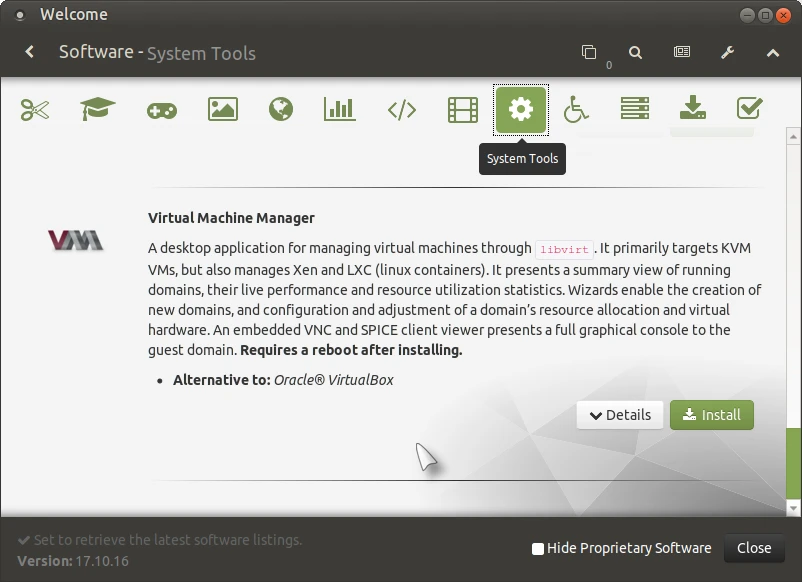 Welcome
Software - System Tools
0
System Tools
Virtual Machine Manager
VM
A desktop application for managing virtual machines through libvirt. It primarily targets KVM
VMs, but also manages Xen and LXC (linux containers). It presents a summary view of running
domains, their live performance and resource utilization statistics. Wizards enable the creation of
new domains, and configuration and adjustment of a domain’s resource allocation and virtual
hardware. An embedded VNC and SPICE client viewer presents a full graphical console to the
guest domain. Requires a reboot after installing.
• Alternative to: Oracle® VirtualBox
Details Install
Set to retrieve the latest software listings.
Hide Proprietary Software Close
Version: 17.10.16